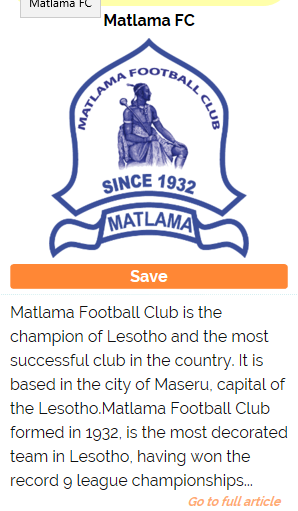 Matlama FC
Matlama FC
MATLAMA FOOTBALL CLUB
SINCE 1932
MATLAMA
Save
Matlama Football Club is the
champion of Lesotho and the most
successful club in the country. It is
based in the city of Maseru, capital of
the Lesotho.Matlama Football Club
formed in 1932, is the most decorated
team in Lesotho, having won the
record 9 league championships...
Go to full article